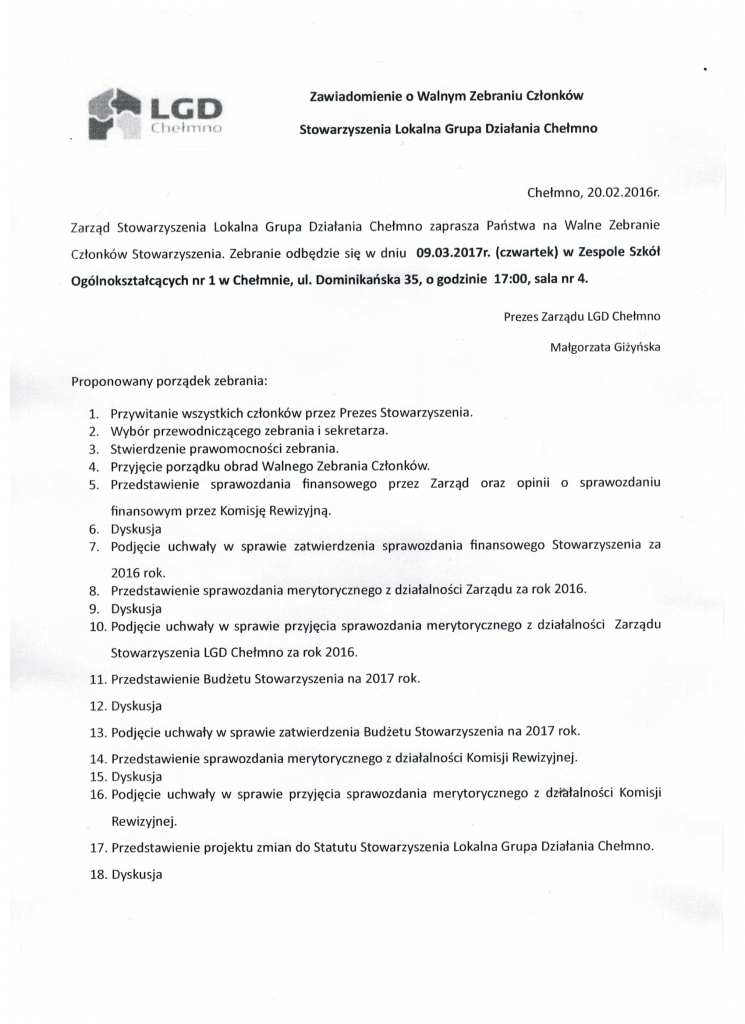 LGD
Chełmno
Zawiadomienie o Walnym Zebraniu Członków
Stowarzyszenia Lokalna Grupa Działania Chełmno
Chełmno, 20.02.2016r.
Zarząd Stowarzyszenia Lokalna Grupa Działania Chełmno zaprasza Państwa na Walne Zebranie
Członków Stowarzyszenia. Zebranie odbędzie się w dniu 09.03.2017r. (czwartek) w Zespole Szkół
Ogólnokształcących nr 1 w Chełmnie, ul. Dominikańska 35, o godzinie 17:00, sala nr 4.
Prezes Zarządu LGD Chełmno
Małgorzata Giżyńska
Proponowany porządek zebrania:
1. Przywitanie wszystkich członków przez Prezes Stowarzyszenia.
2. Wybór przewodniczącego zebrania i sekretarza.
3. Stwierdzenie prawomocności zebrania.
4. Przyjęcie porządku obrad Walnego Zebrania Członków.
5. Przedstawienie sprawozdania finansowego przez Zarząd oraz opinii o sprawozdaniu
finansowym przez Komisję Rewizyjną.
6. Dyskusja
7. Podjęcie uchwały w sprawie zatwierdzenia sprawozdania finansowego Stowarzyszenia za
2016 rok.
8. Przedstawienie sprawozdania merytorycznego z działalności Zarządu za rok 2016.
9. Dyskusja
10. Podjęcie uchwały w sprawie przyjęcia sprawozdania merytorycznego z działalności Zarządu
Stowarzyszenia LGD Chełmno za rok 2016.
11. Przedstawienie Budżetu Stowarzyszenia na 2017 rok.
12. Dyskusja
13. Podjęcie uchwały w sprawie zatwierdzenia Budżetu Stowarzyszenia na 2017 rok.
14. Przedstawienie sprawozdania merytorycznego z działalności Komisji Rewizyjnej.
15. Dyskusja
16. Podjęcie uchwały w sprawie przyjęcia sprawozdania merytorycznego z działalności Komisji
Rewizyjnej.
17. Przedstawienie projektu zmian do Statutu Stowarzyszenia Lokalna Grupa Działania Chełmno.
18. Dyskusja